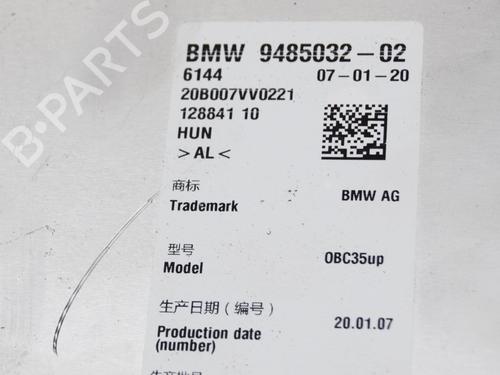 BMW 9485032-02
6144 07-01-20
20B007VV0221
128841 10
HUN
>AL<
商标
Trademark BMW AG
型号
Model OBC35up
生产日期（编号）
Production date 20.01.07
(number)
B-PARTS